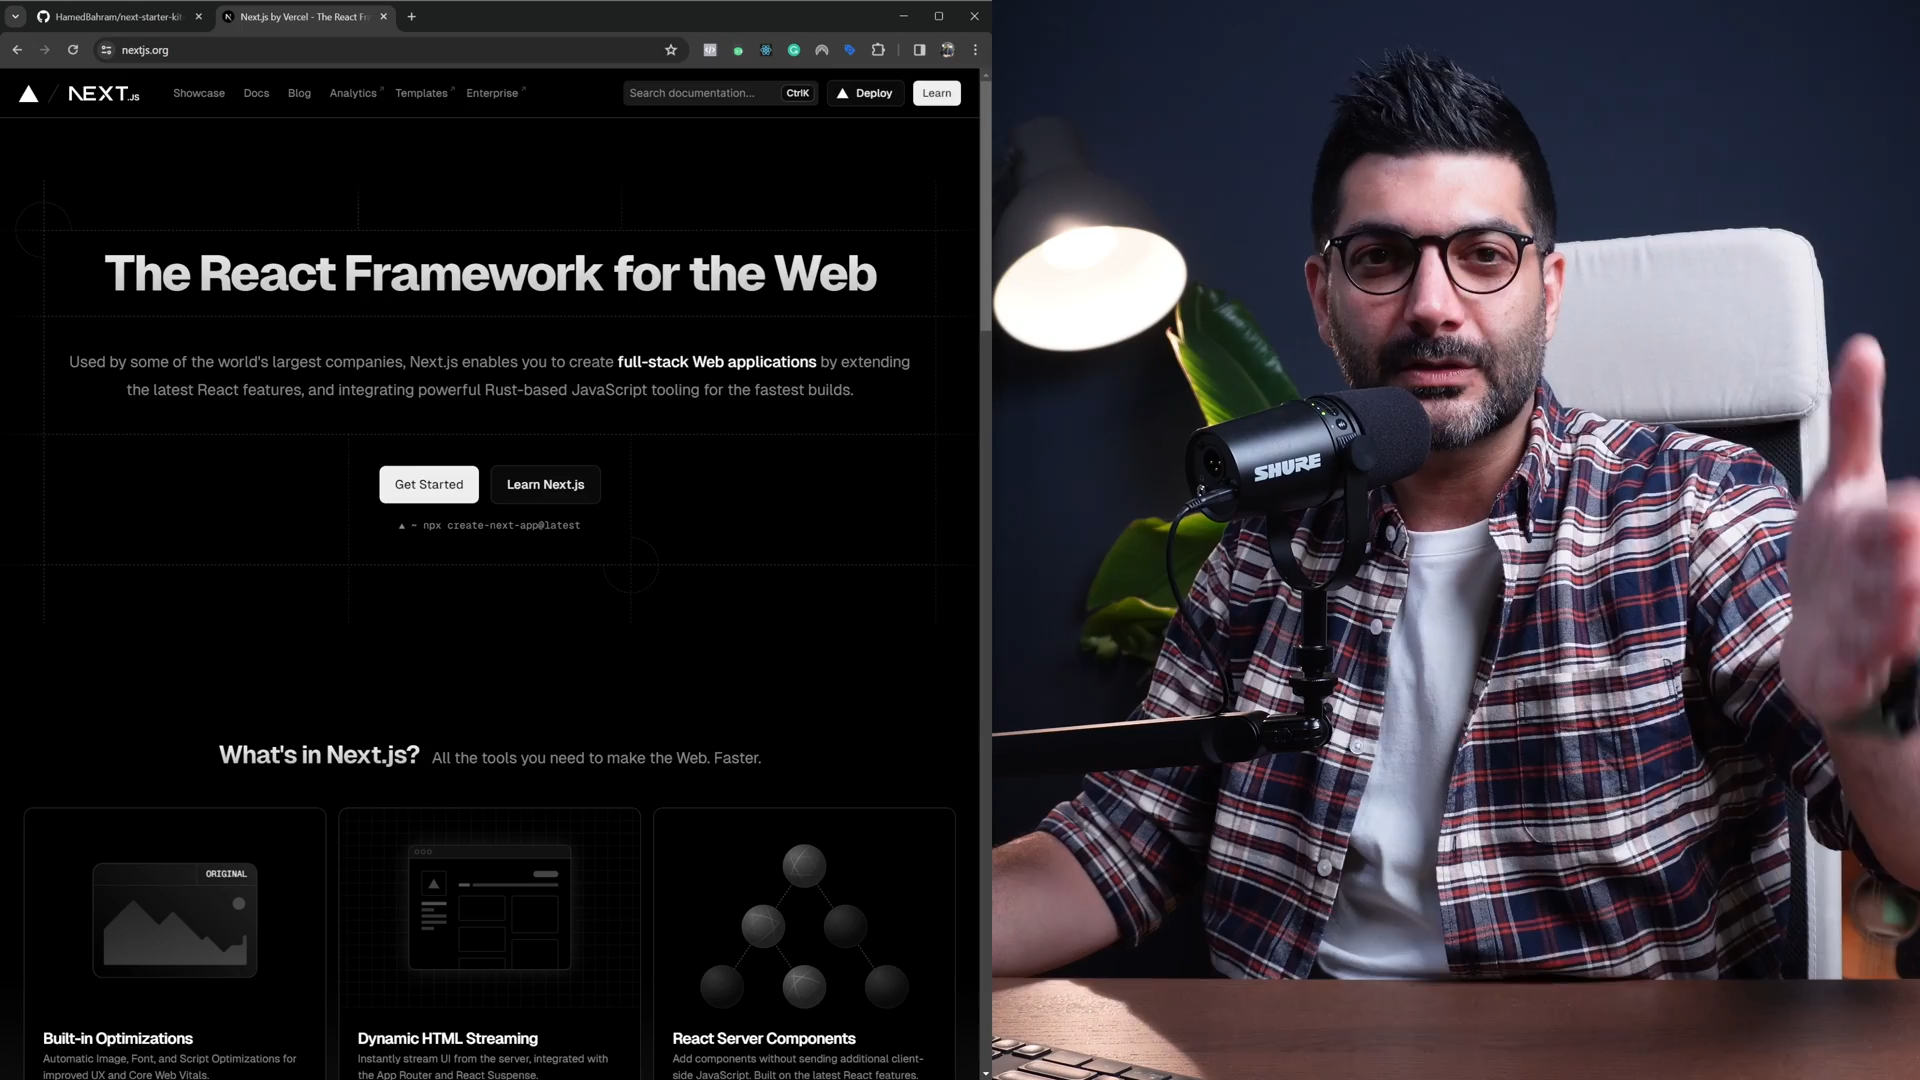 HamedBahram/next-starter-kit
Next.js by Vercel - The React Fr
nextjs.org
NEXT.JS
Showcase
Docs
Blog
Analytics
Templates
Enterprise
Search documentation...
CtrlK
Deploy
Learn
The React Framework for the Web
Used by some of the world's largest companies, Next.js enables you to create full-stack Web applications by extending
the latest React features, and integrating powerful Rust-based JavaScript tooling for the fastest builds.
Get Started
Learn Next.js
▲ ~ npx create-next-app@latest
What's in Next.js?
All the tools you need to make the Web. Faster.
ORIGINAL
Built-in Optimizations
Automatic Image, Font, and Script Optimizations for
improved UX and Core Web Vitals.
Dynamic HTML Streaming
Instantly stream UI from the server, integrated with
the App Router and React Suspense.
React Server Components
Add components without sending additional client-
side JavaScript. Built on the latest React features.
SHURE